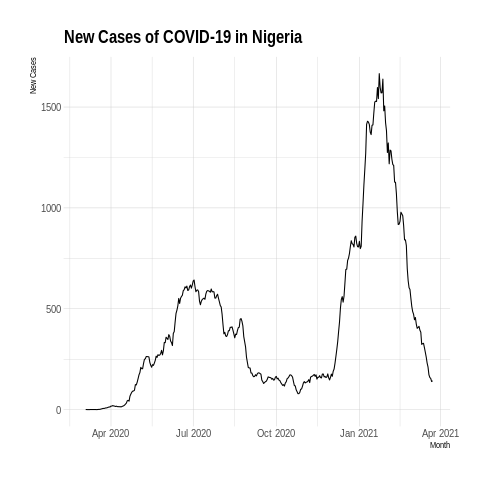 New Cases of COVID-19 in Nigeria
New Cases
1500
1000
500
0
Apr 2020 Jul 2020 Oct 2020 Jan 2021 Apr 2021
Month